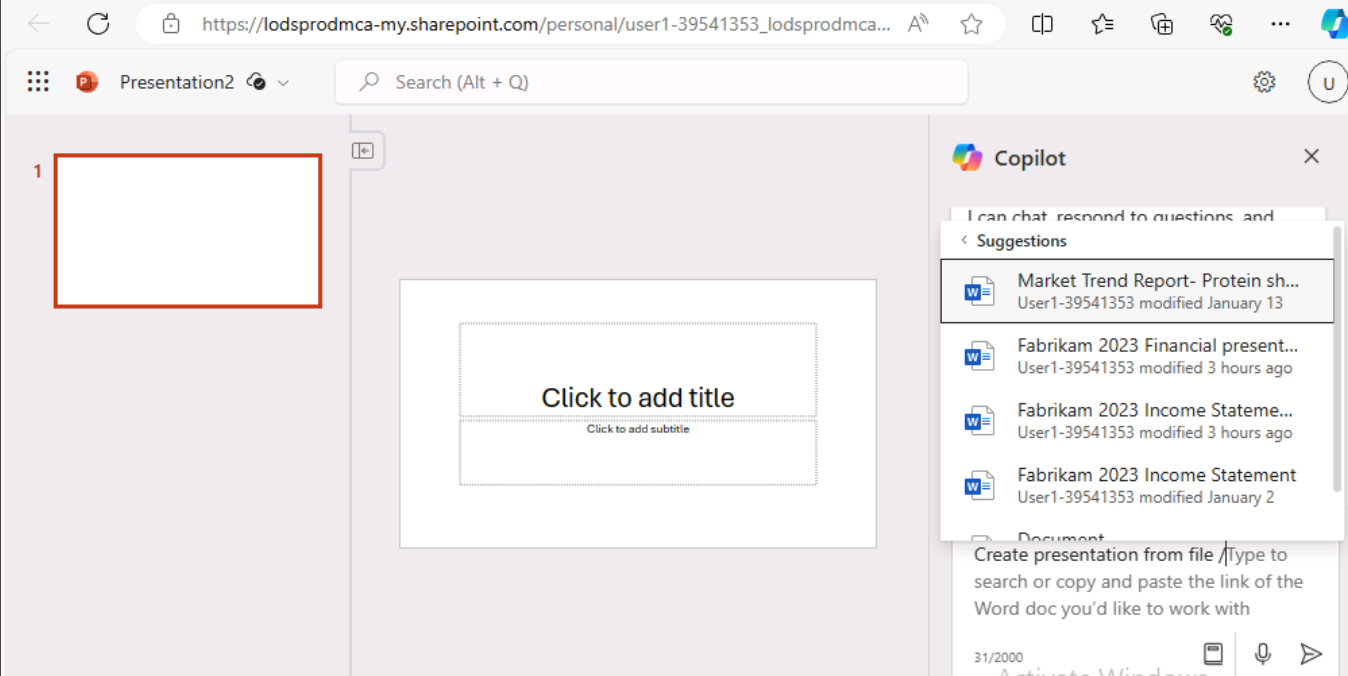 https://lodsprodmca-my.sharepoint.com/personal/user1-39541353_lodsprodmca...
Presentation2
Search (Alt + Q)
U
1
Click to add title
Click to add subtitle
Copilot
I can chat, respond to questions, and
Suggestions
Market Trend Report- Protein sh...
User1-39541353 modified January 13
Fabrikam 2023 Financial present...
User1-39541353 modified 3 hours ago
Fabrikam 2023 Income Stateme...
User1-39541353 modified 3 hours ago
Fabrikam 2023 Income Statement
User1-39541353 modified January 2
Document
Create presentation from file /Type to
search or copy and paste the link of the
Word doc you'd like to work with
31/2000
Activate Windows